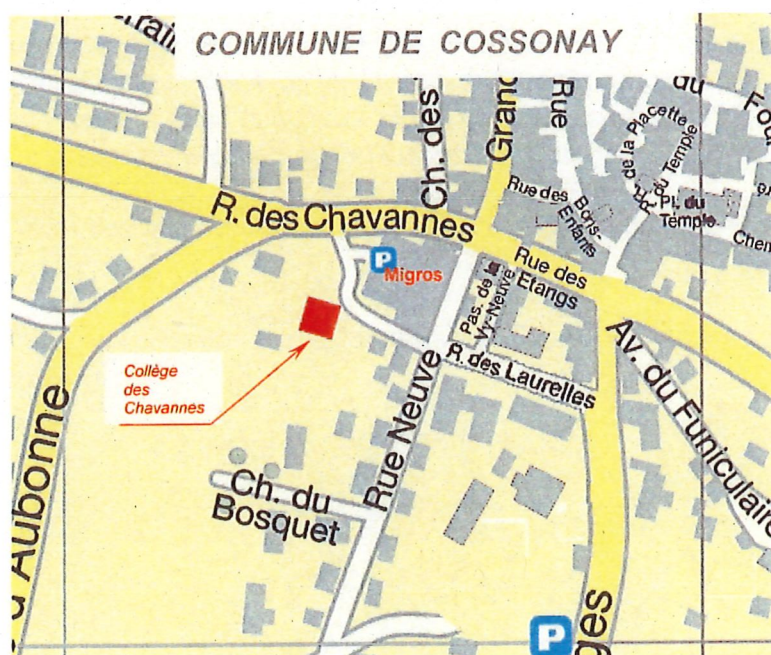 COMMUNE DE COSSONAY
Ch. des
Grand
Rue
du
Rue des
Bons
Enfants
de la Placette
R. du Temple
Pl. du
Temple
Chem
R. des Chavannes
P
Migros
Rue des
Etangs
Pas. de la
Vy-Neuve
R. des Laurelles
Av. du Funiculaire
Collège
des
Chavannes
Rue Neuve
Ch. du
Bosquet
d'Aubonne
P
ges